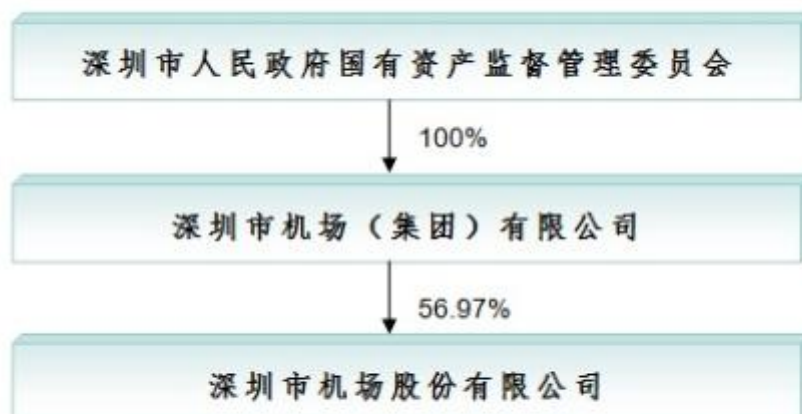 深圳市人民政府国有资产监督管理委员会
100%
深圳市机场（集团）有限公司
56.97%
深圳市机场股份有限公司